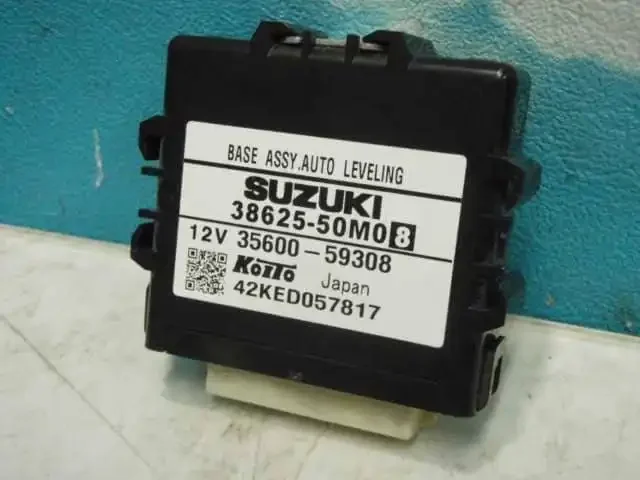 BASE ASSY.AUTO LEVELING
SUZUKI
38625-50M08
12V 35600-59308
KOITO Japan
42KED057817